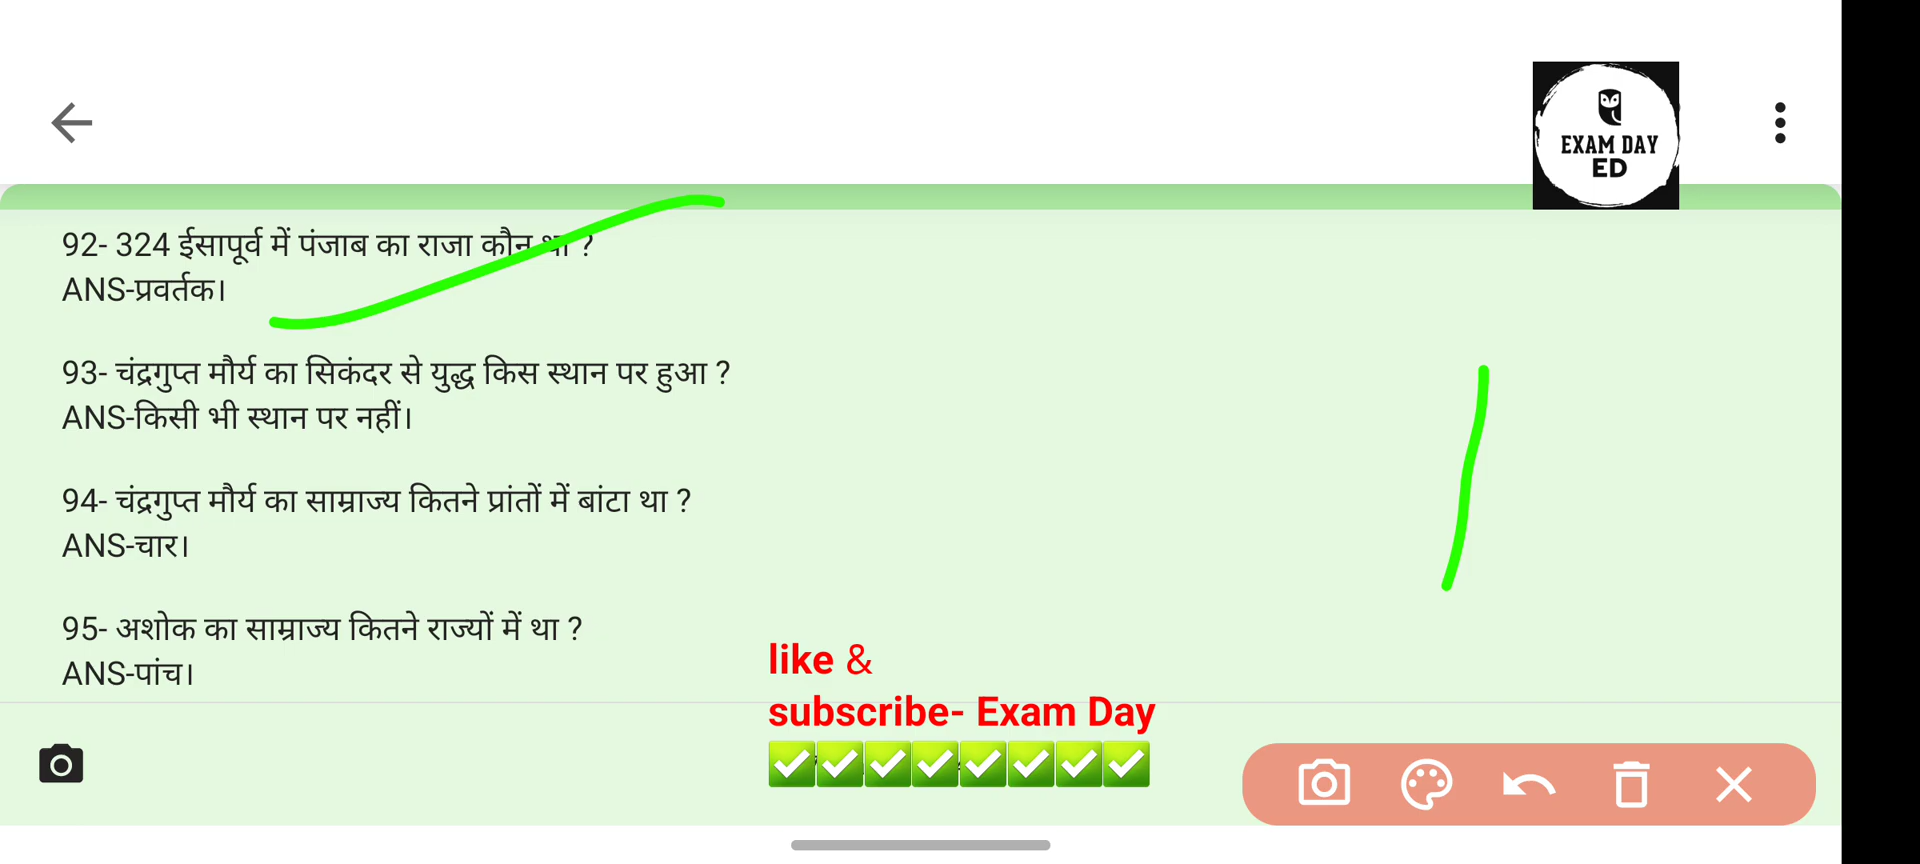 EXAM DAY
ED
92- 324 ईसापूर्व में पंजाब का राजा कौन था ?
ANS-प्रवर्तक।
93- चंद्रगुप्त मौर्य का सिकंदर से युद्ध किस स्थान पर हुआ ?
ANS-किसी भी स्थान पर नहीं।
94- चंद्रगुप्त मौर्य का साम्राज्य कितने प्रांतों में बांटा था ?
ANS-चार।
95- अशोक का साम्राज्य कितने राज्यों में था ?
ANS-पांच।
like &
subscribe- Exam Day